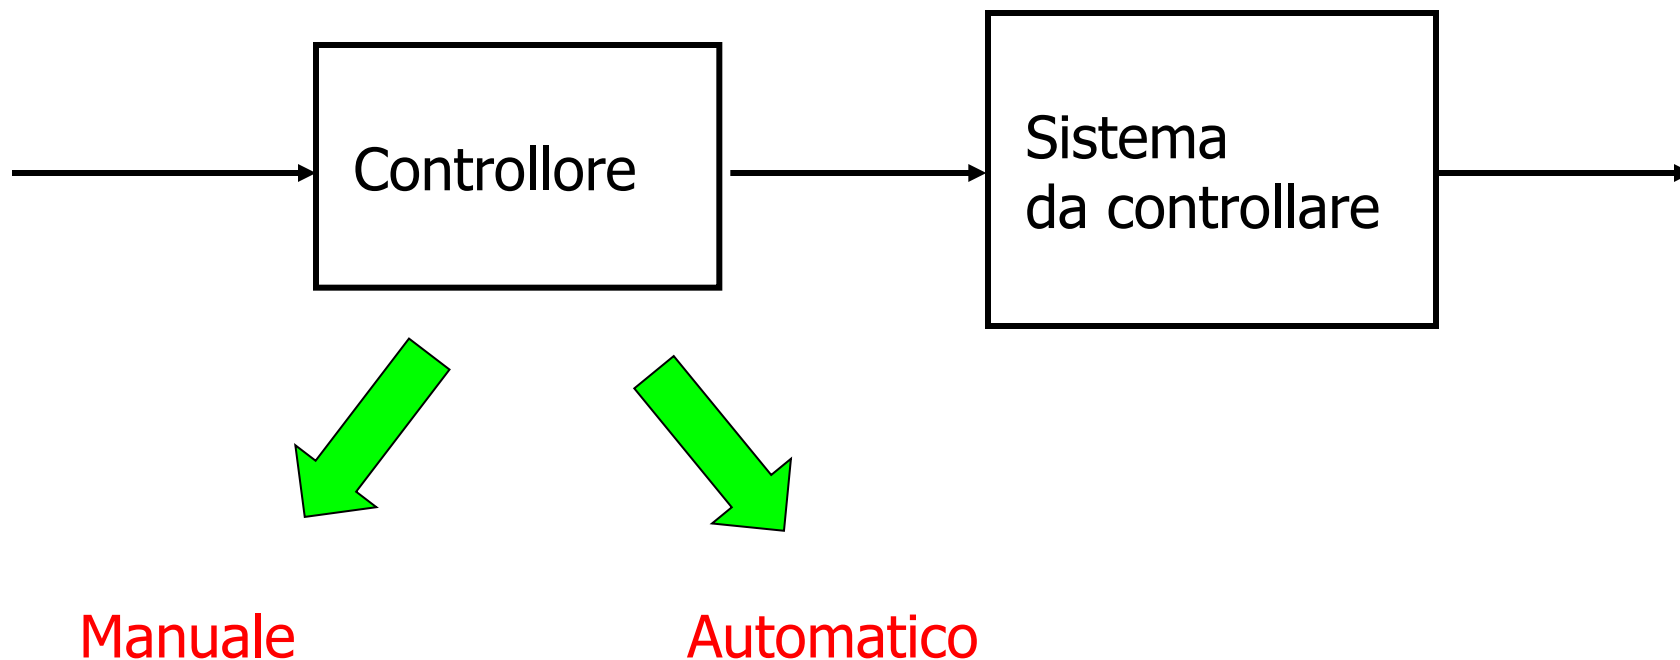 Controllore
Sistema
da controllare
Manuale
Automatico